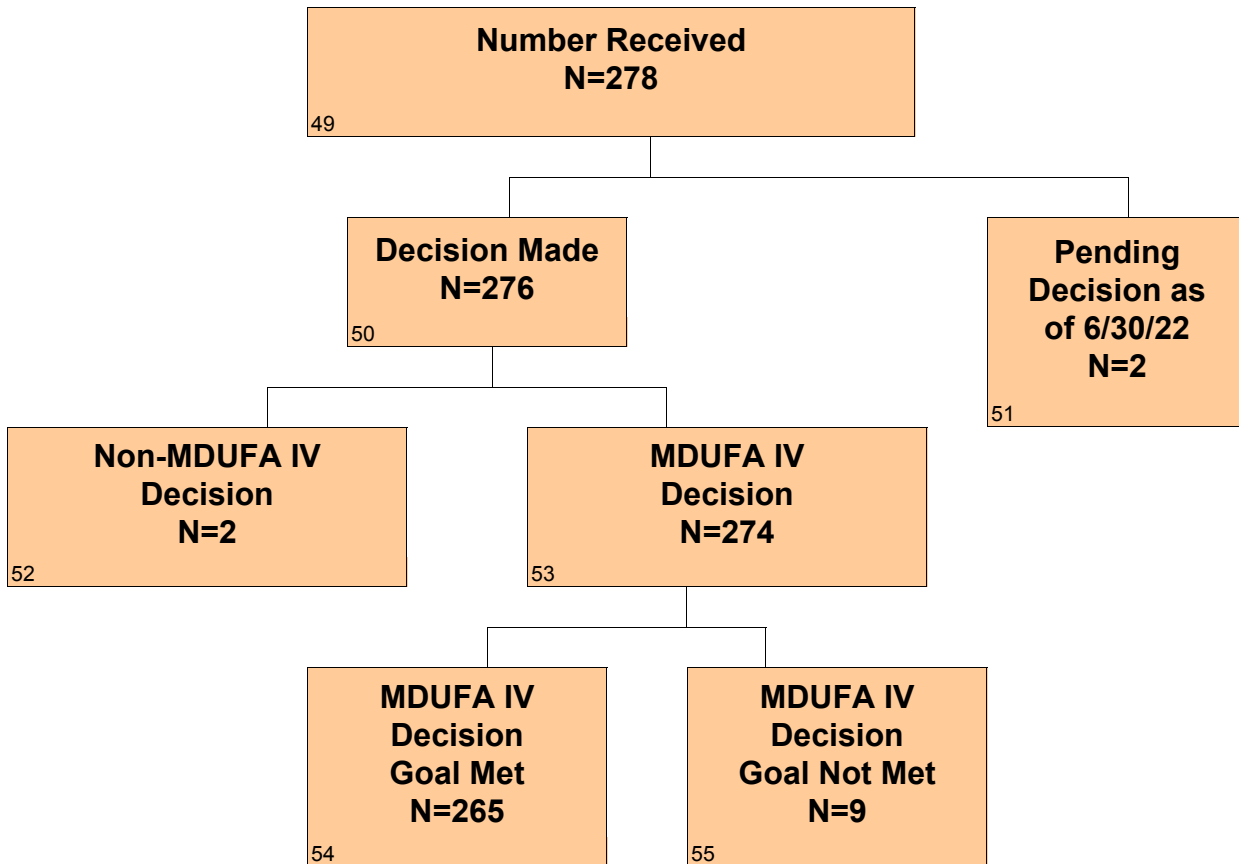 Number Received
N=278
49
Decision Made
N=276
50
Pending
Decision as
of 6/30/22
N=2
51
Non-MDUFA IV
Decision
N=2
52
MDUFA IV
Decision
N=274
53
MDUFA IV
Decision
Goal Met
N=265
54
MDUFA IV
Decision
Goal Not Met
N=9
55